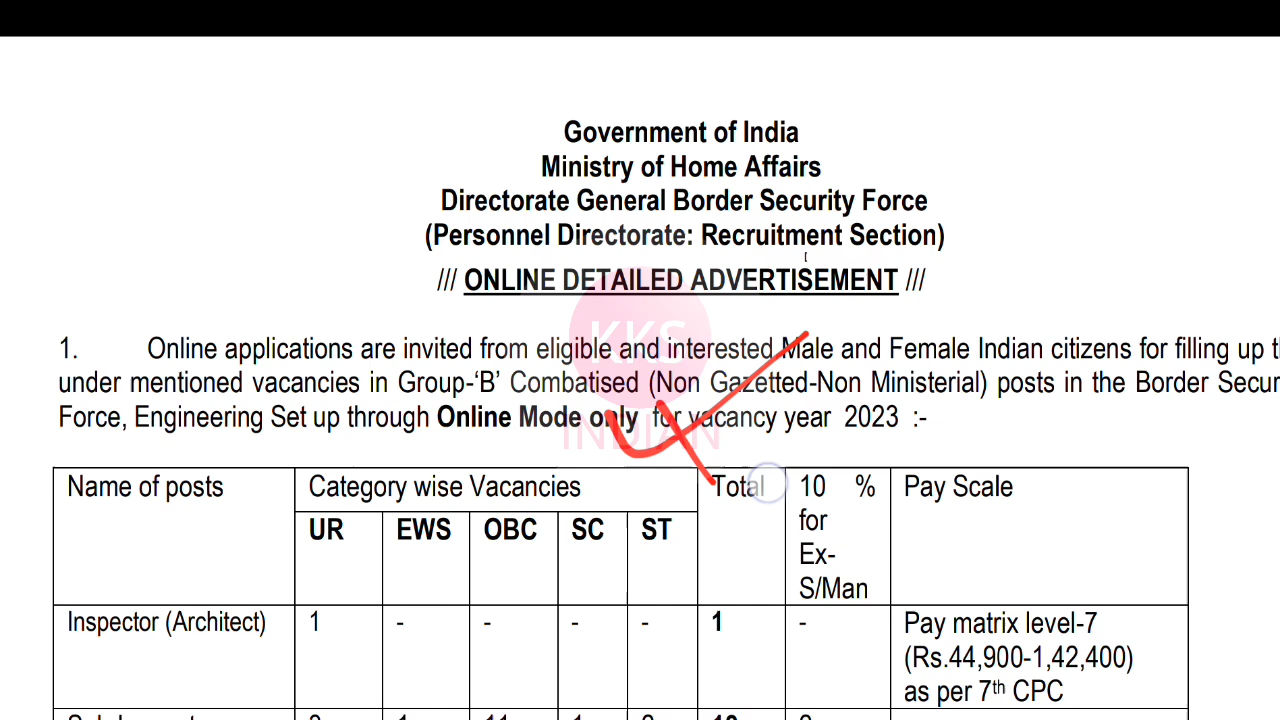 Government of India
Ministry of Home Affairs
Directorate General Border Security Force
(Personnel Directorate: Recruitment Section)
/// ONLINE DETAILED ADVERTISEMENT ///
KKS
INDIAN
1. Online applications are invited from eligible and interested Male and Female Indian citizens for filling up
under mentioned vacancies in Group-‘B’ Combatised (Non Gazetted-Non Ministerial) posts in the Border
Force, Engineering Set up through Online Mode only for vacancy year 2023 :-
Name of posts Category wise Vacancies Total 10 % for Ex-S/Man Pay Scale
UR EWS OBC SC ST
Inspector (Architect) 1 - - - - 1 - Pay matrix level-7
(Rs.44,900-1,42,400)
as per 7th CPC